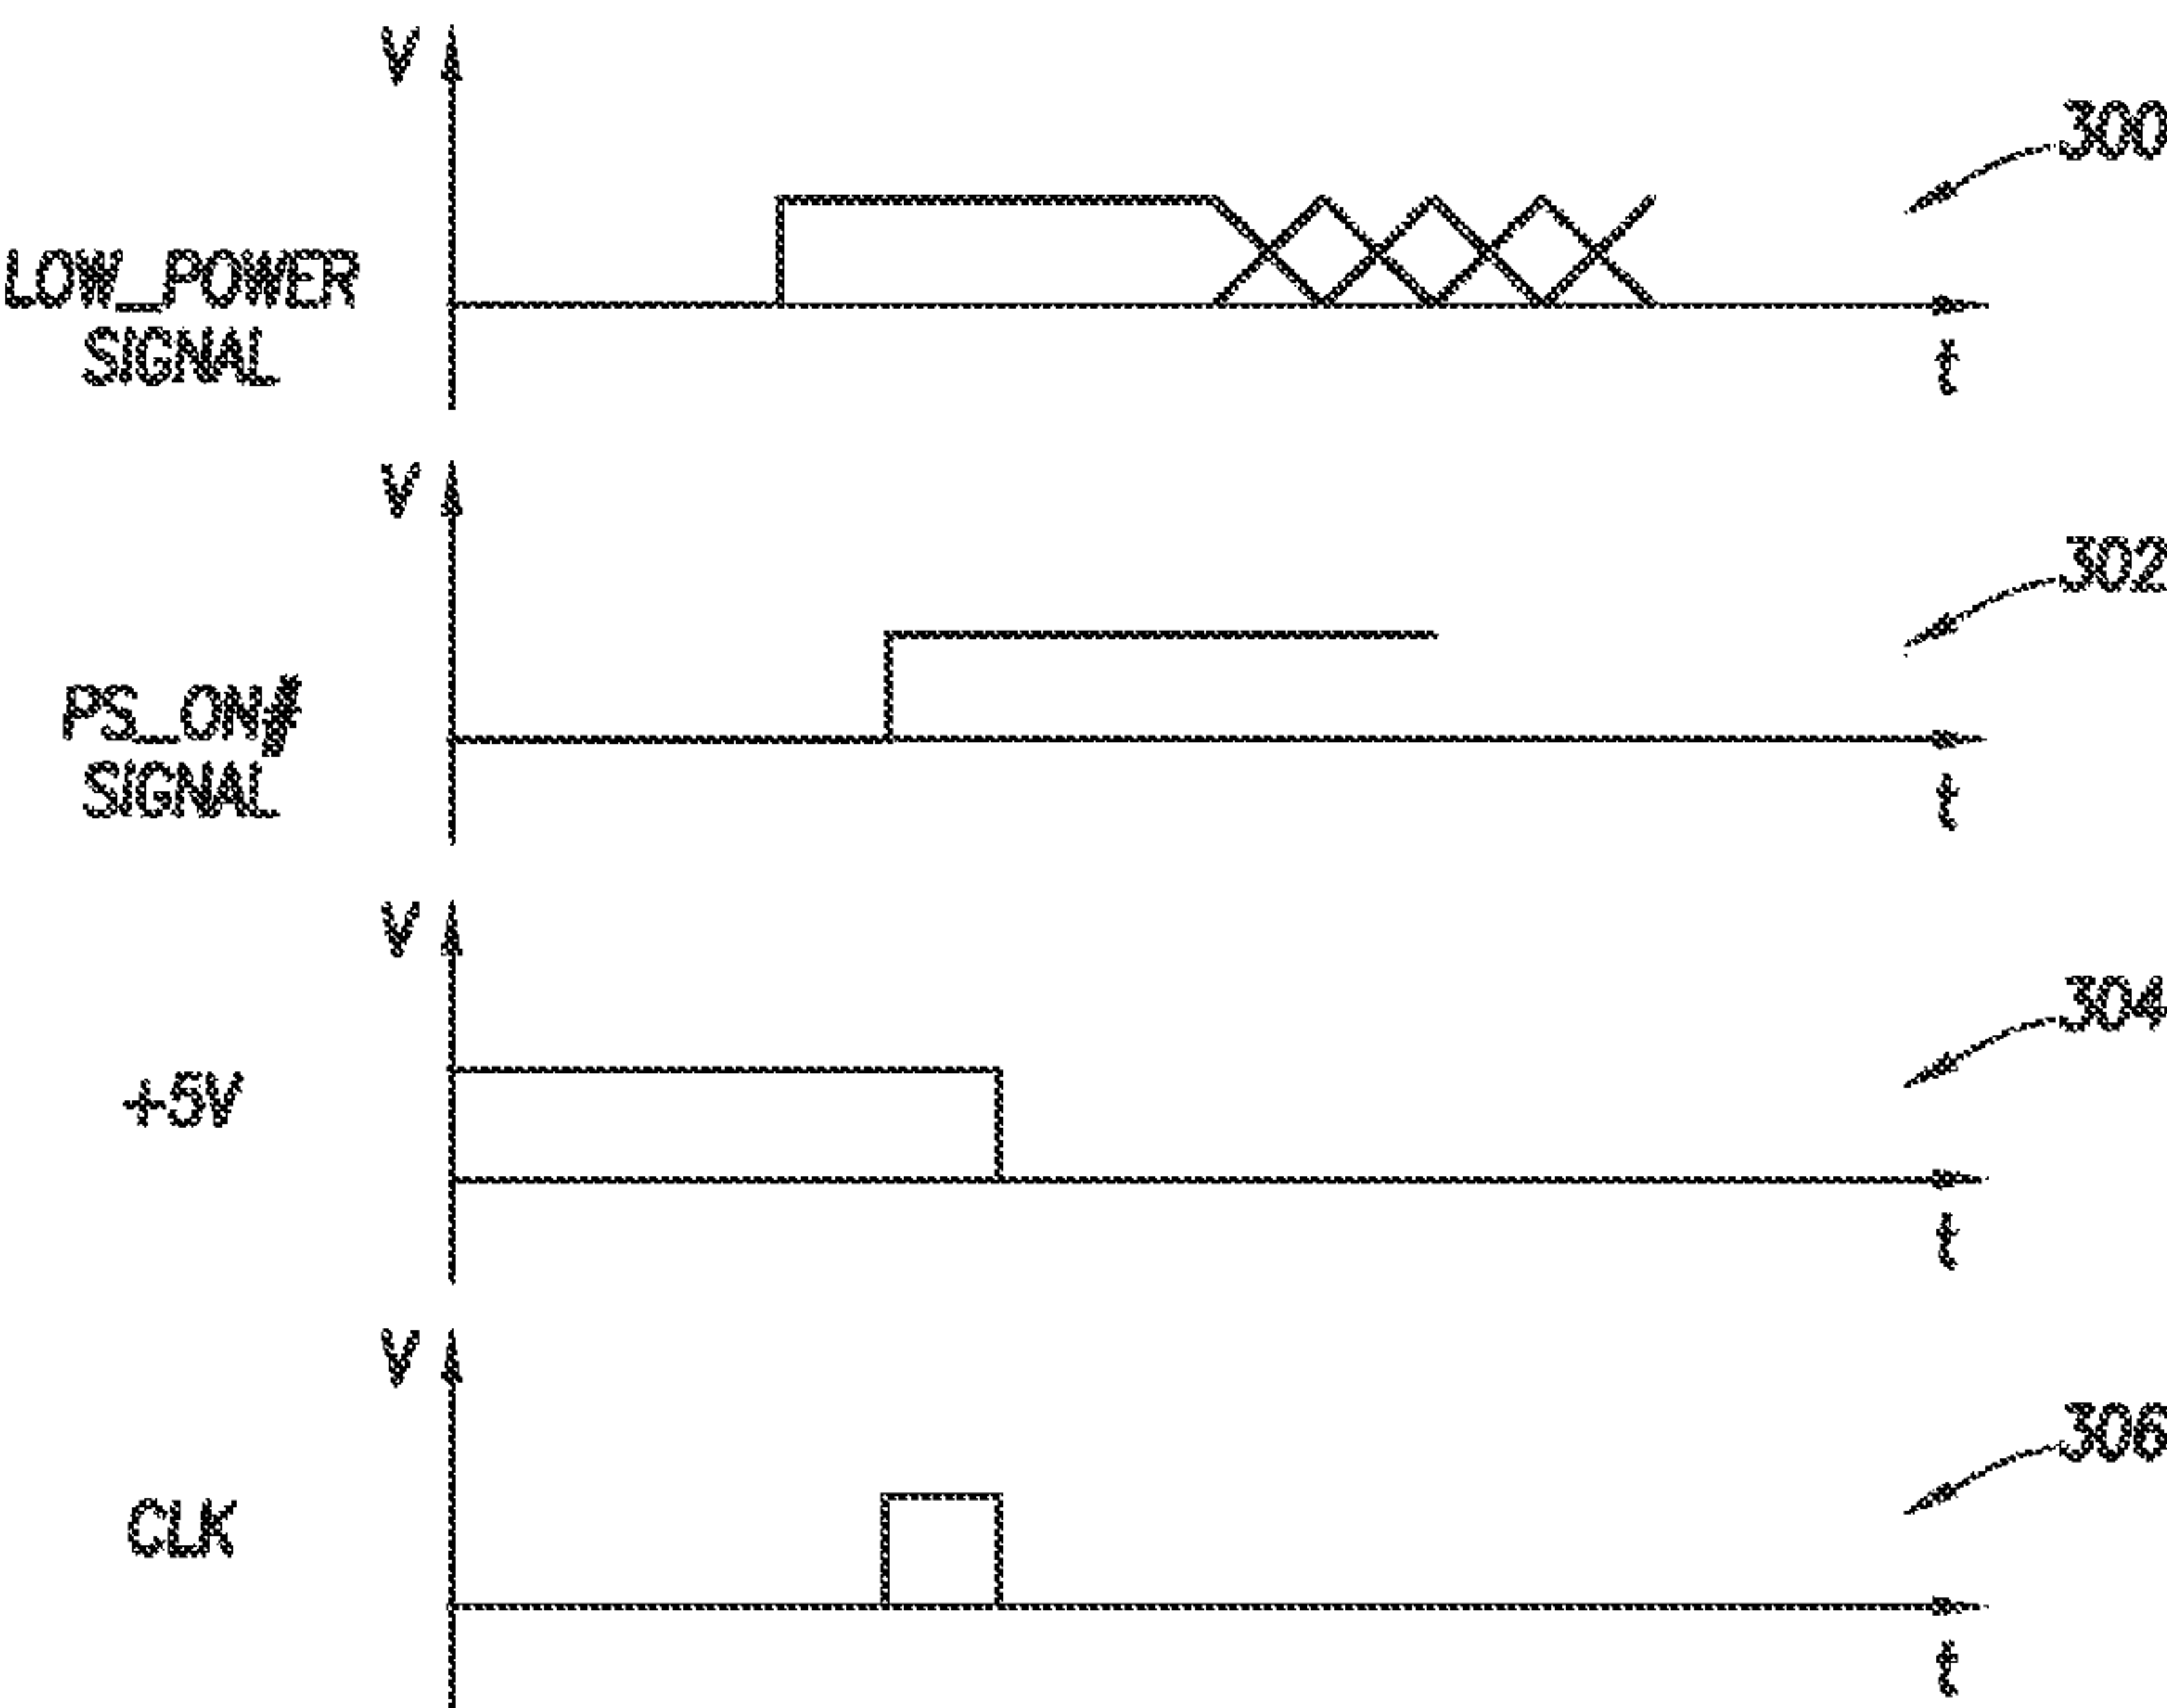 V
300
LOW_POWER
SIGNAL
t
V
302
PS_ON#
SIGNAL
t
V
304
+5V
t
V
306
CLK
t